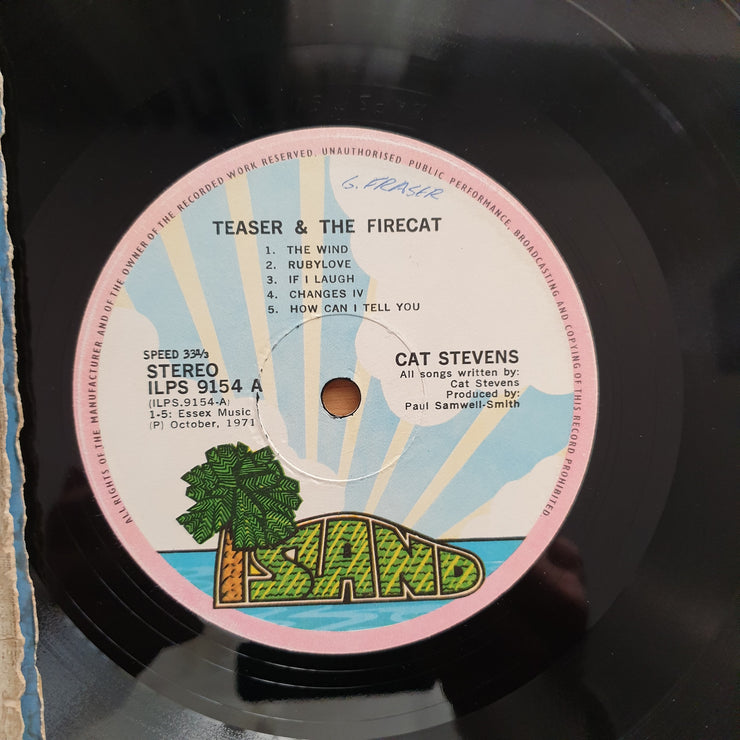 ALL RIGHTS OF THE MANUFACTURER AND OF THE OWNER OF THE RECORDED WORK RESERVED. UNAUTHORISED PUBLIC PERFORMANCE, BROADCASTING AND COPYING OF THIS RECORD PROHIBITED.
G. FRASER
TEASER & THE FIRECAT
1. THE WIND
2. RUBYLOVE
3. IF I LAUGH
4. CHANGES IV
5. HOW CAN I TELL YOU
SPEED 33⅓
STEREO
ILPS 9154 A
(ILPS.9154-A)
1-5: Essex Music
(P) October, 1971
CAT STEVENS
All songs written by:
Cat Stevens
Produced by:
Paul Samwell-Smith
ISLAND